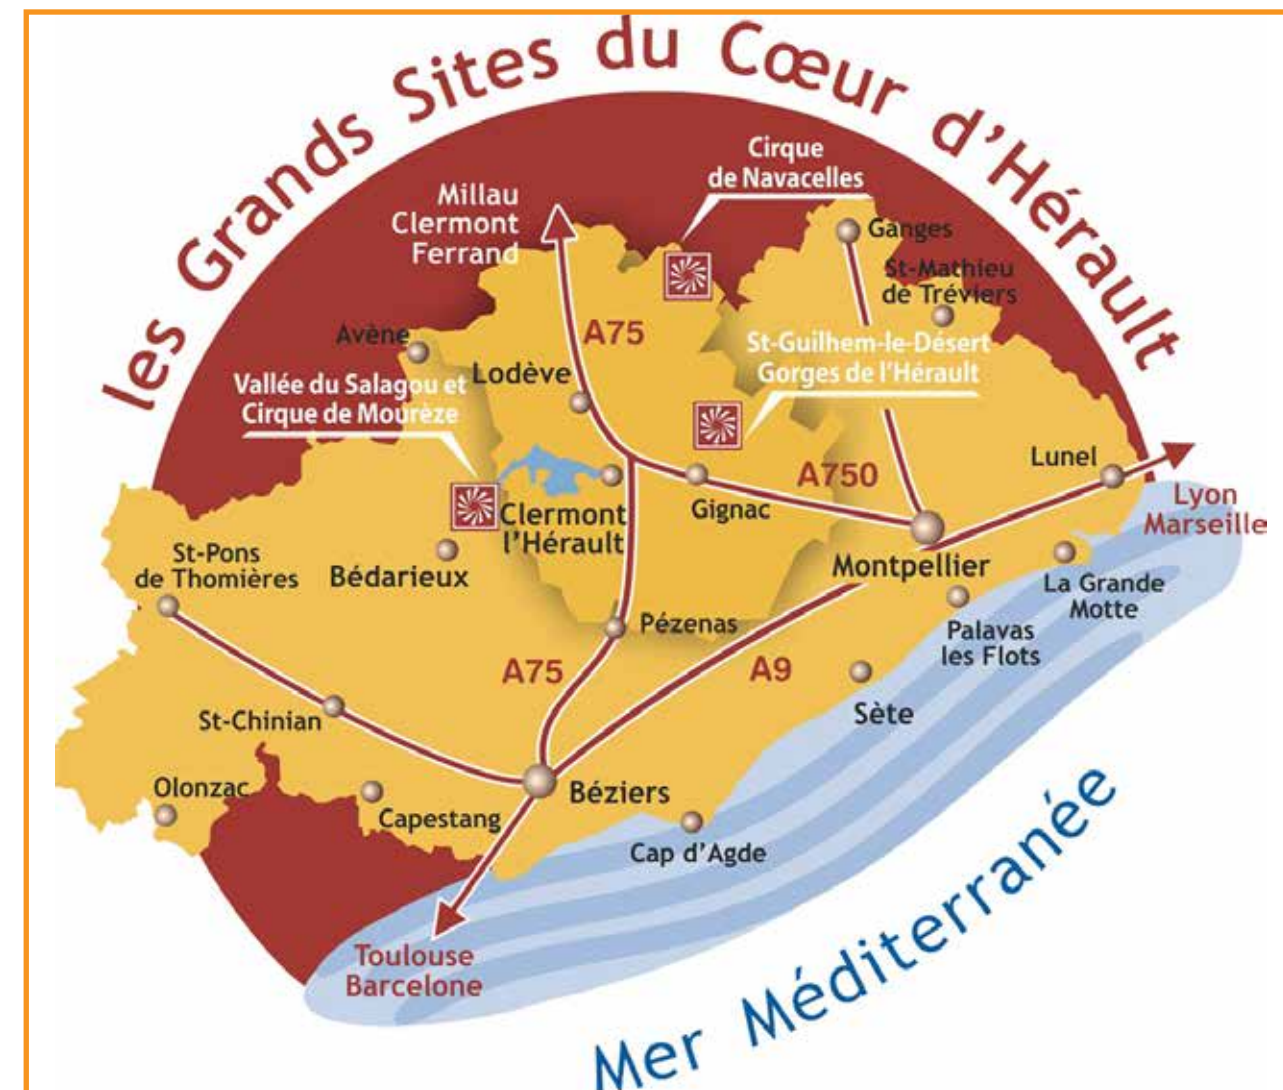 les Grands Sites du Cœur d'Hérault
Cirque
de Navacelles
Millau
Clermont
Ferrand
Ganges
St-Mathieu
de Tréviers
Avène
A75
St-Guilhem-le-Désert
Gorges de l'Hérault
Lodève
Vallée du Salagou et
Cirque de Mourèze
Lunel
A750
Lyon
Marseille
Gignac
Clermont
l'Hérault
St-Pons
de Thomières
Bédarieux
Montpellier
La Grande
Motte
Pézenas
Palavas
les Flots
A75
A9
Sète
St-Chinian
Olonzac
Béziers
Capestang
Cap d'Agde
Toulouse
Barcelone
Mer Méditerranée